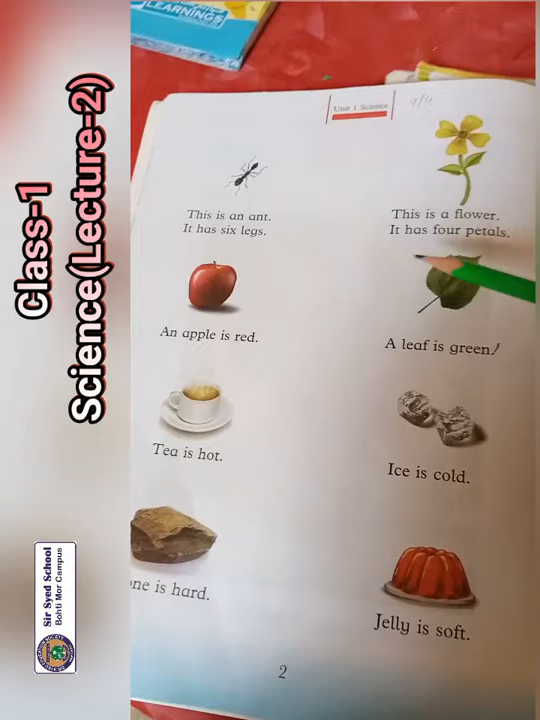 Class-1
Science(Lecture-2)
Sir Syed School
Bohti Mor Campus
LEARNINGS
Unit 1 Science
4/4
This is an ant.
It has six legs.
This is a flower.
It has four petals.
An apple is red.
A leaf is green.
Tea is hot.
Ice is cold.
ne is hard.
Jelly is soft.
2